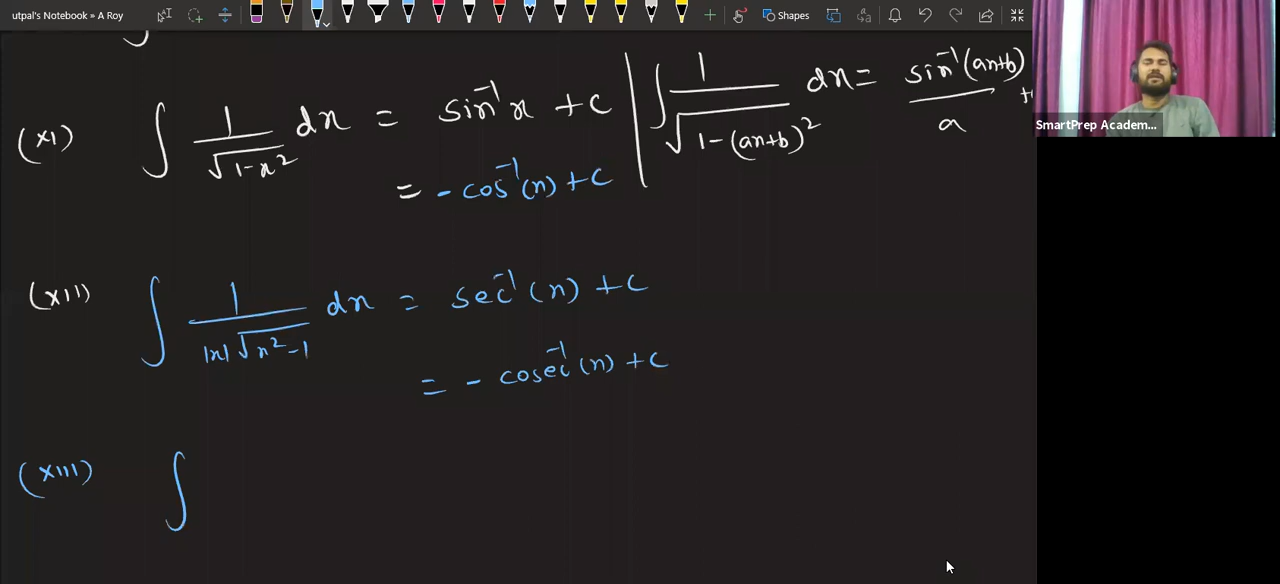 utpal's Notebook » A Roy
Shapes
SmartPrep Academ...
(XI) ∫ 1/√(1-x²) dx = sin⁻¹x + c | ∫ 1/√(1-(ax+b)²) dx = sin⁻¹(ax+b)/a +
= - cos⁻¹(x) + c
(XII) ∫ 1/(|x|√(x²-1)) dx = sec⁻¹(x) + c
= - cosec⁻¹(x) + c
(XIII) ∫